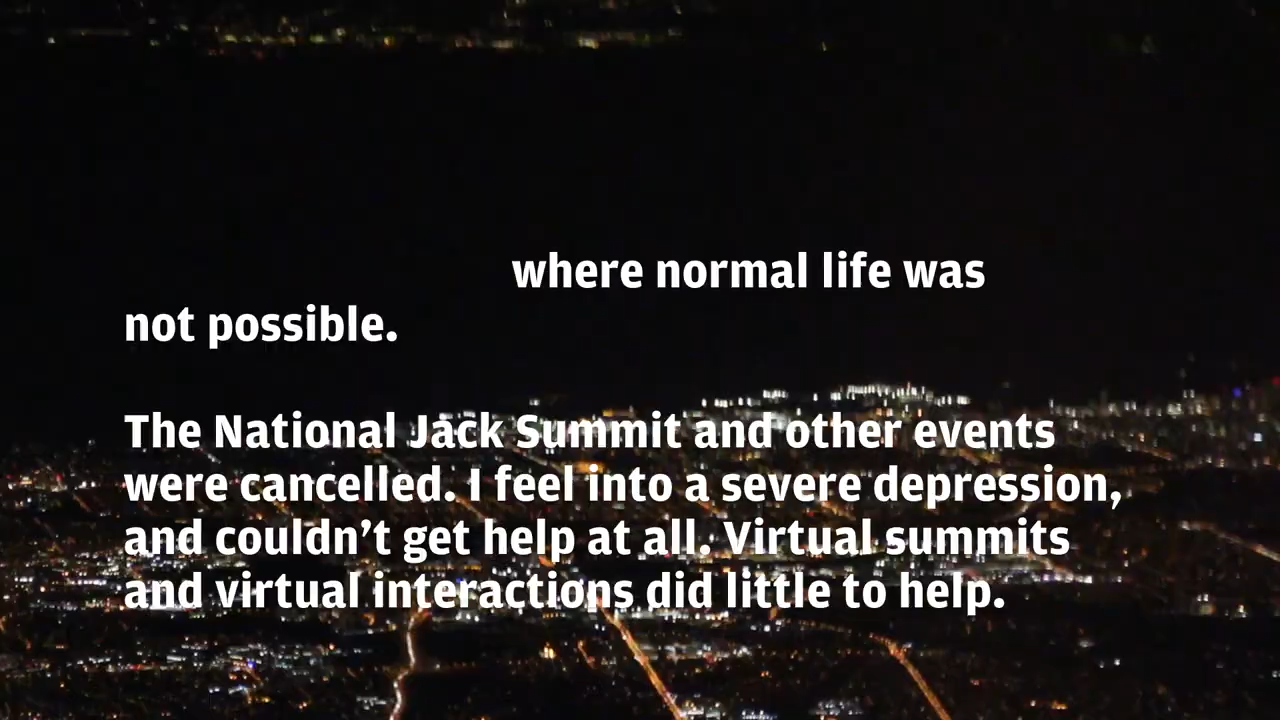 where normal life was
not possible.
The National Jack Summit and other events
were cancelled. I feel into a severe depression,
and couldn’t get help at all. Virtual summits
and virtual interactions did little to help.